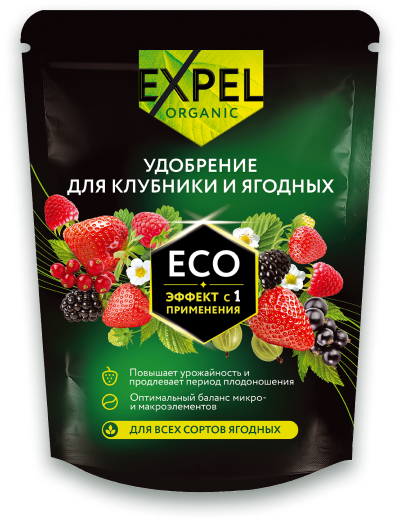 EXPEL
ORGANIC
УДОБРЕНИЕ
ДЛЯ КЛУБНИКИ И ЯГОДНЫХ
ECO
ЭФФЕКТ с 1
ПРИМЕНЕНИЯ
Повышает урожайность и
продлевает период плодоношения
Оптимальный баланс микро-
и макроэлементов
ДЛЯ ВСЕХ СОРТОВ ЯГОДНЫХ